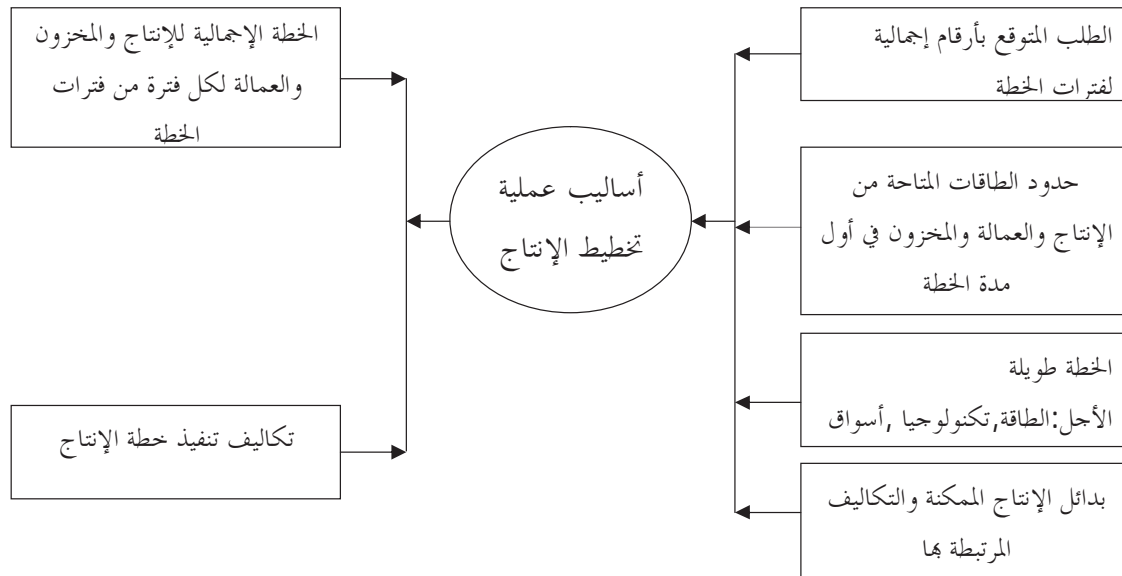 الطلب المتوقع بأرقام إجمالية
لفترات الخطة
حدود الطاقات المتاحة من
الإنتاج والعمالة والمخزون في أول
مدة الخطة
الخطة طويلة
الأجل:الطاقة,تكنولوجيا ,أسواق
بدائل الإنتاج الممكنة والتكاليف
المرتبطة بها
أساليب عملية
تخطيط الإنتاج
الخطة الإجمالية للإنتاج والمخزون
والعمالة لكل فترة من فترات
الخطة
تكاليف تنفيذ خطة الإنتاج